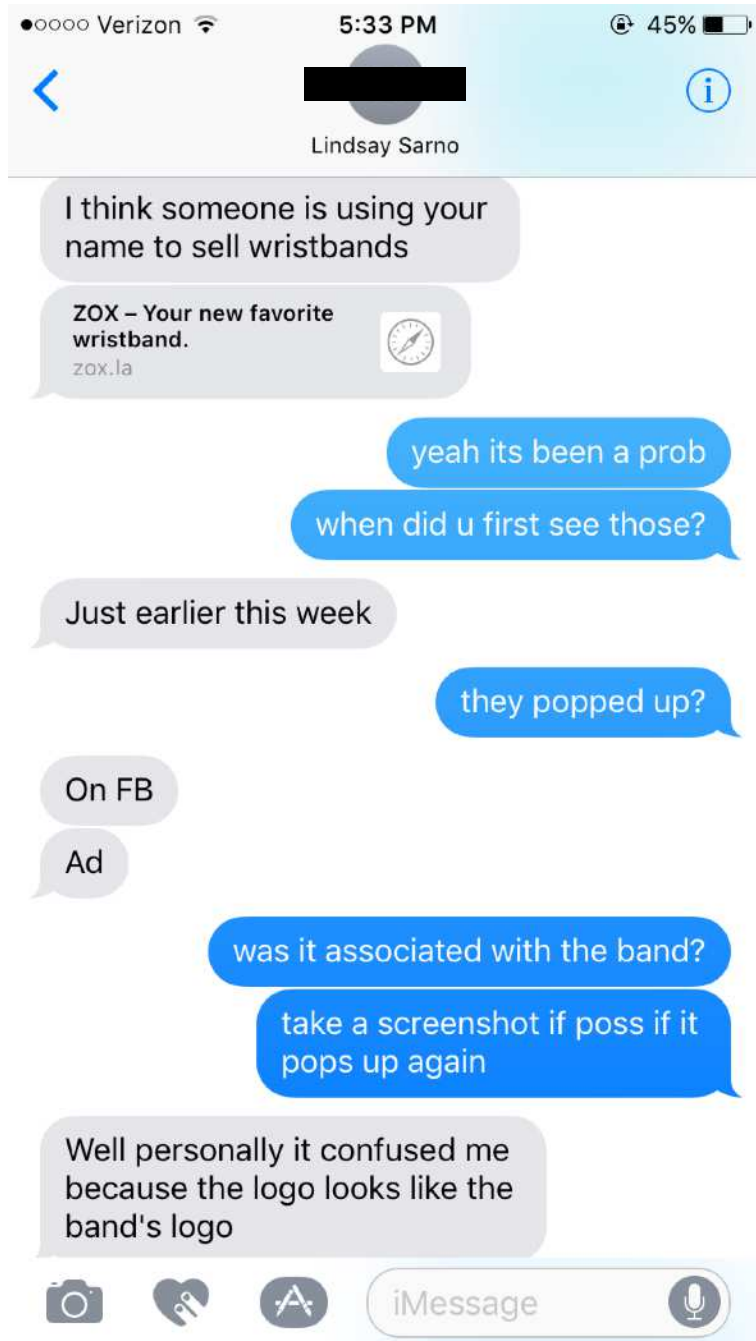 Verizon 5:33 PM 45%
Lindsay Sarno
I think someone is using your
name to sell wristbands
ZOX – Your new favorite
wristband.
zox.la
yeah its been a prob
when did u first see those?
Just earlier this week
they popped up?
On FB
Ad
was it associated with the band?
take a screenshot if poss if it
pops up again
Well personally it confused me
because the logo looks like the
band's logo
iMessage